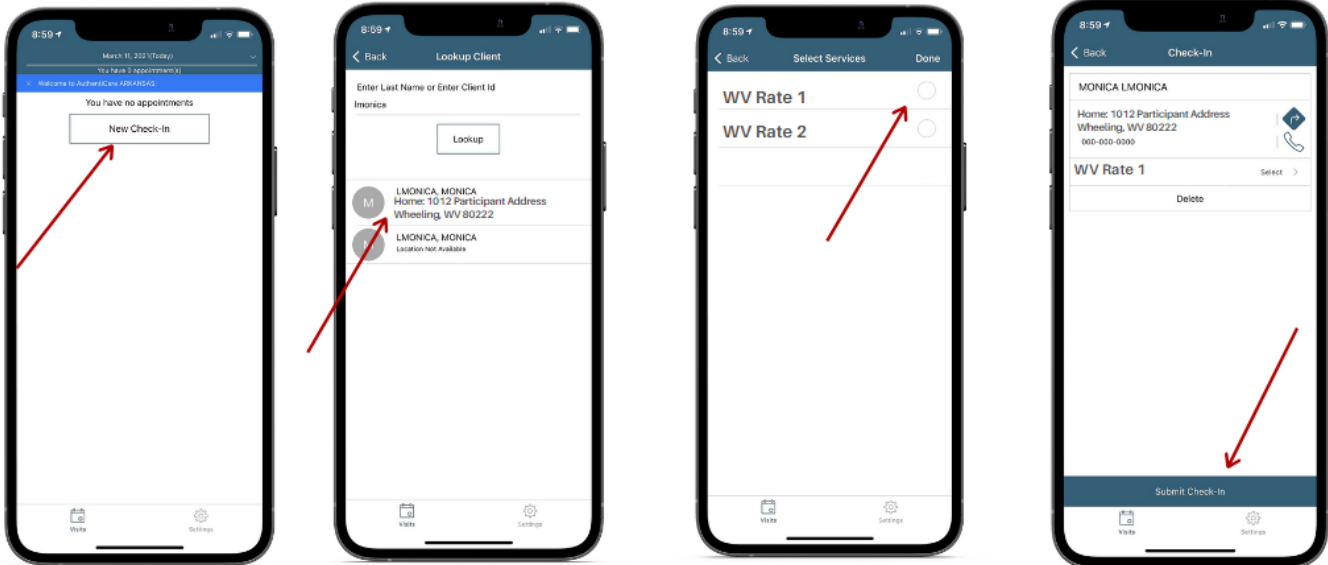 8:59
March 11, 2021(Today)
You have 0 appointment(s)
× Welcome to AuthentiCare ARKANSAS!
You have no appointments
New Check-In
Visits
Settings
8:59
Back
Lookup Client
Enter Last Name or Enter Client Id
lmonica
Lookup
M
LMONICA, MONICA
Home: 1012 Participant Address
Wheeling, WV 80222
M
LMONICA, MONICA
Location Not Available
Visits
Settings
8:59
Back
Select Services
Done
WV Rate 1
WV Rate 2
Visits
Settings
8:59
Back
Check-In
MONICA LMONICA
Home: 1012 Participant Address
Wheeling, WV 80222
000-000-0000
WV Rate 1
Select
Delete
Submit Check-In
Visits
Settings